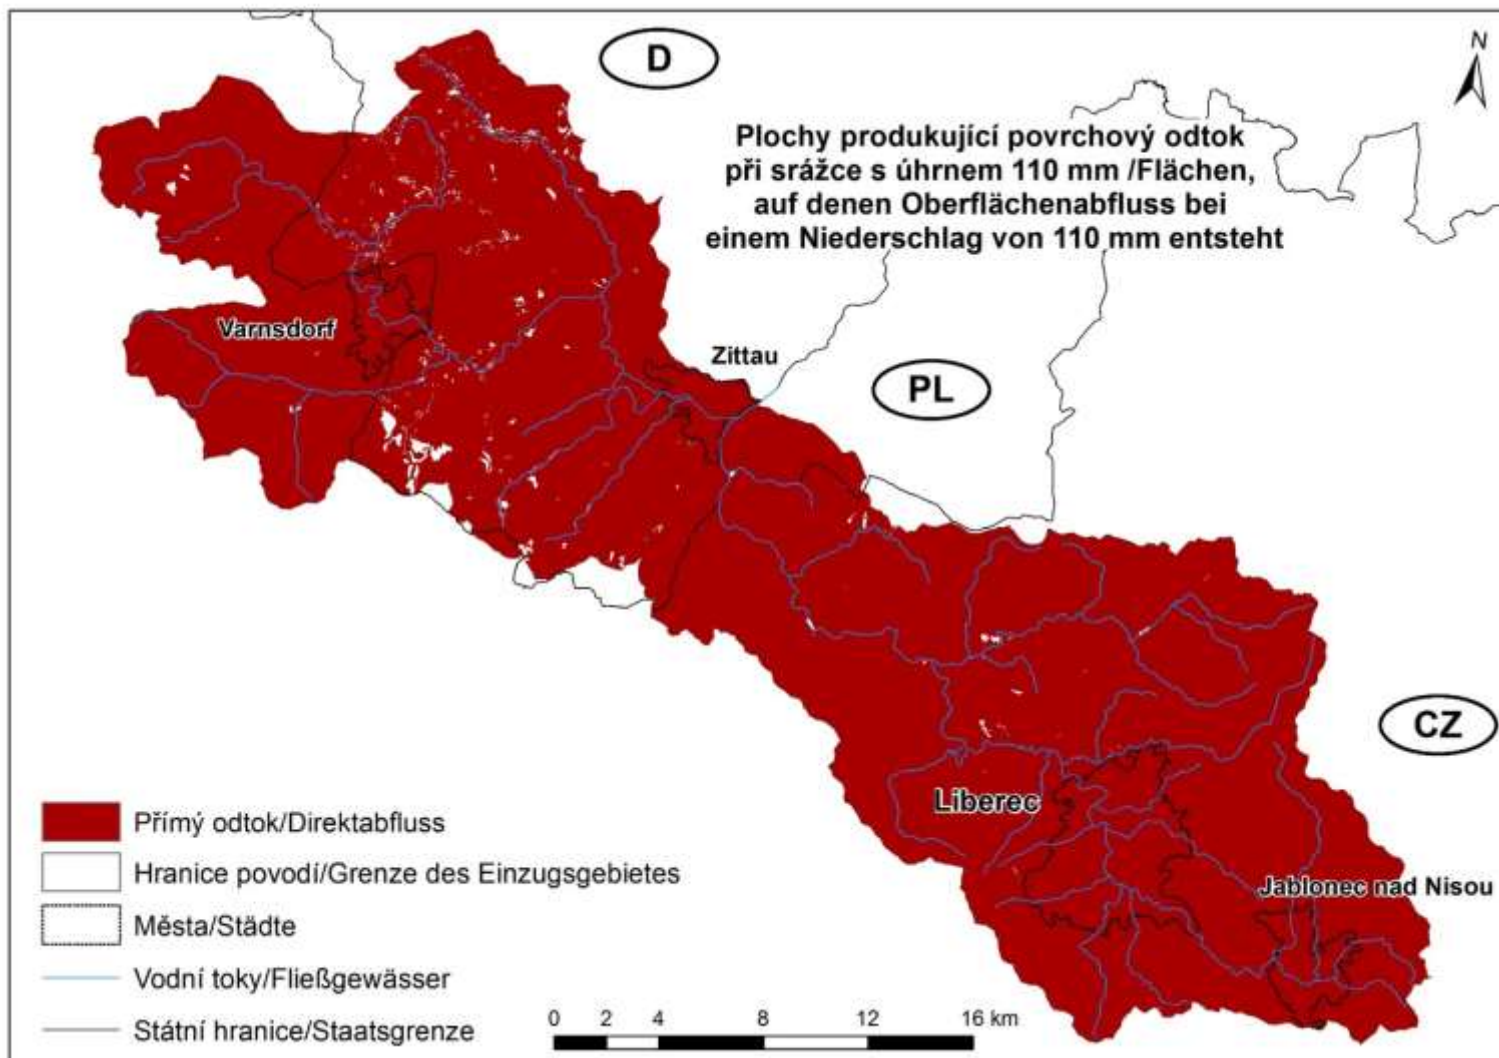 D
N
Plochy produkující povrchový odtok
při srážce s úhrnem 110 mm /Flächen,
auf denen Oberflächenabfluss bei
einem Niederschlag von 110 mm entsteht
Varnsdorf
Zittau
PL
CZ
Liberec
Jablonec nad Nisou
Přímý odtok/Direktabfluss
Hranice povodí/Grenze des Einzugsgebietes
Města/Städte
Vodní toky/Fließgewässer
Státní hranice/Staatsgrenze
0 2 4 8 12 16 km